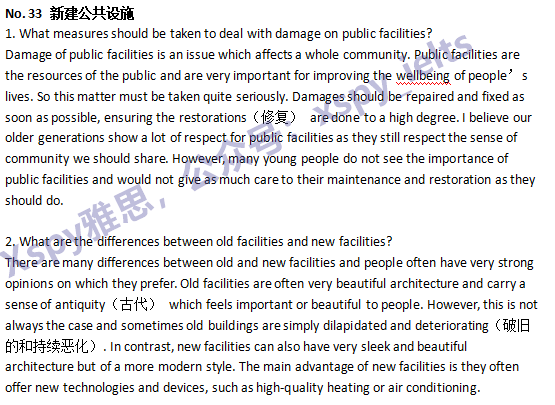 No. 33 新建公共设施
1. What measures should be taken to deal with damage on public facilities?
Damage of public facilities is an issue which affects a whole community. Public facilities are
the resources of the public and are very important for improving the wellbeing of people’s
lives. So this matter must be taken quite seriously. Damages should be repaired and fixed as
soon as possible, ensuring the restorations（修复） are done to a high degree. I believe our
older generations show a lot of respect for public facilities as they still respect the sense of
community we should share. However, many young people do not see the importance of
public facilities and would not give as much care to their maintenance and restoration as they
should do.
2. What are the differences between old facilities and new facilities?
There are many differences between old and new facilities and people often have very strong
opinions on which they prefer. Old facilities are often very beautiful architecture and carry a
sense of antiquity（古代） which feels important or beautiful to people. However, this is not
always the case and sometimes old buildings are simply dilapidated and deteriorating（破旧
的和持续恶化）. In contrast, new facilities can also have very sleek and beautiful
architecture but of a more modern style. The main advantage of new facilities is they often
offer new technologies and devices, such as high-quality heating or air conditioning.
Xspy雅思，公众号：xspy_ielts